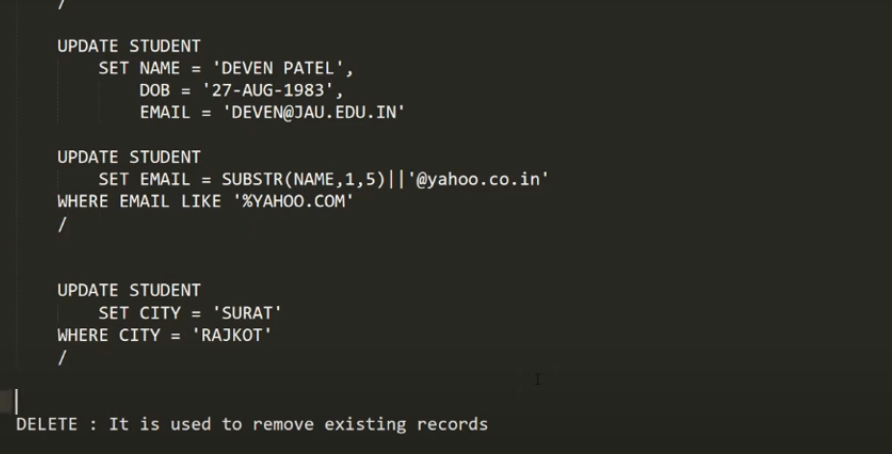 /
UPDATE STUDENT
SET NAME = 'DEVEN PATEL',
DOB = '27-AUG-1983',
EMAIL = 'DEVEN@JAU.EDU.IN'
UPDATE STUDENT
SET EMAIL = SUBSTR(NAME,1,5)||'@yahoo.co.in'
WHERE EMAIL LIKE '%YAHOO.COM'
/
UPDATE STUDENT
SET CITY = 'SURAT'
WHERE CITY = 'RAJKOT'
/
DELETE : It is used to remove existing records